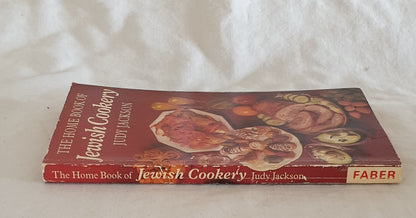 THE HOME BOOK OF
Jewish Cookery
JUDY JACKSON
The Home Book of Jewish Cookery Judy Jackson FABER